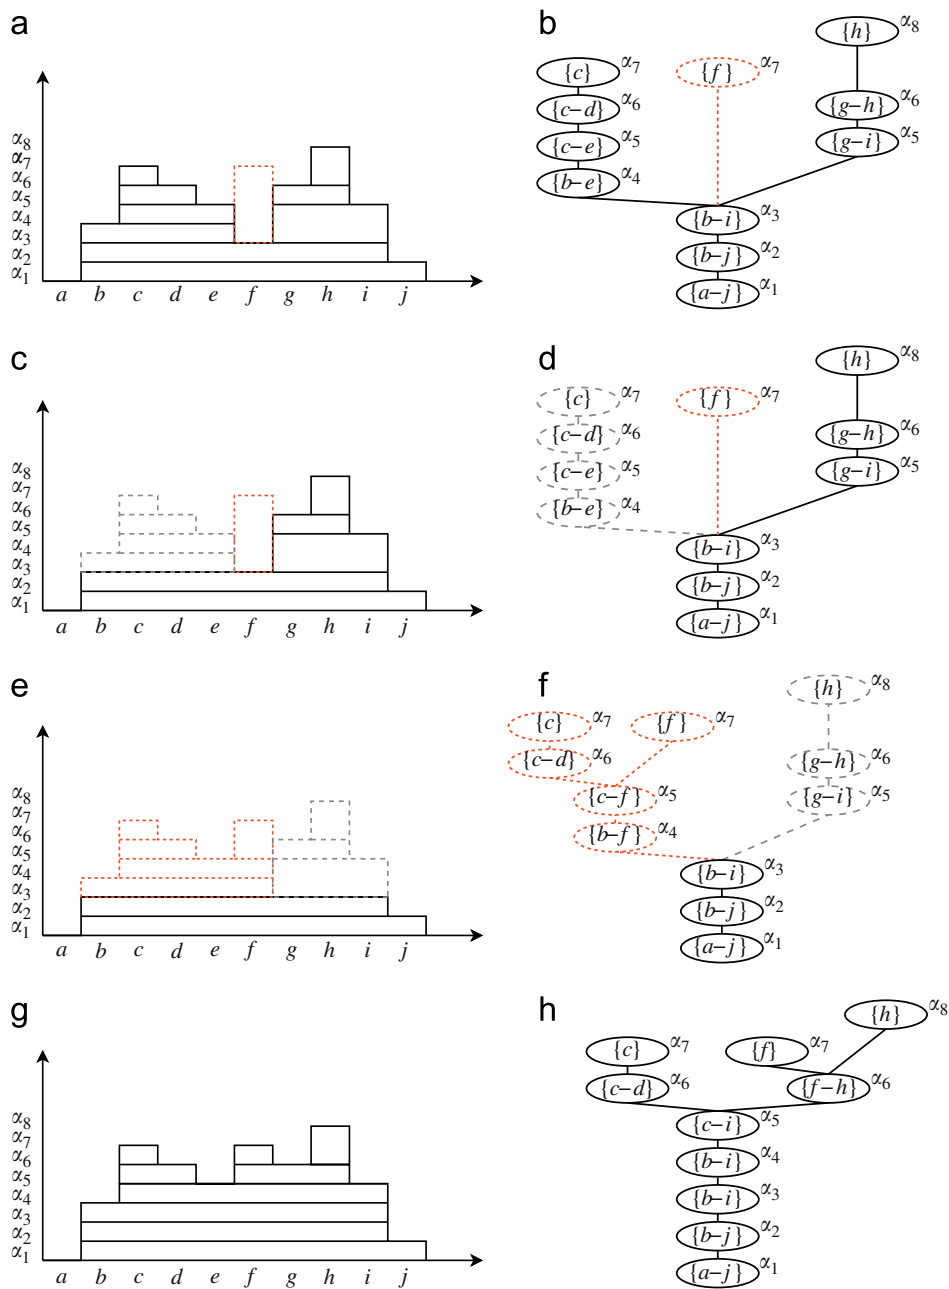 a
α8
α7
α6
α5
α4
α3
α2
α1
a b c d e f g h i j
b
{h} α8
{c} α7 {f} α7
{c–d} α6 {g–h} α6
{c–e} α5 {g–i} α5
{b–e} α4
{b–i} α3
{b–j} α2
{a–j} α1
c
α8
α7
α6
α5
α4
α3
α2
α1
a b c d e f g h i j
d
{h} α8
{c} α7 {f} α7
{c–d} α6 {g–h} α6
{c–e} α5 {g–i} α5
{b–e} α4
{b–i} α3
{b–j} α2
{a–j} α1
e
α8
α7
α6
α5
α4
α3
α2
α1
a b c d e f g h i j
f
{h} α8
{c} α7 {f} α7
{c–d} α6 {g–h} α6
{c–f} α5 {g–i} α5
{b–f} α4
{b–i} α3
{b–j} α2
{a–j} α1
g
α8
α7
α6
α5
α4
α3
α2
α1
a b c d e f g h i j
h
{h} α8
{c} α7 {f} α7
{c–d} α6 {f–h} α6
{c–i} α5
{b–i} α4
{b–i} α3
{b–j} α2
{a–j} α1